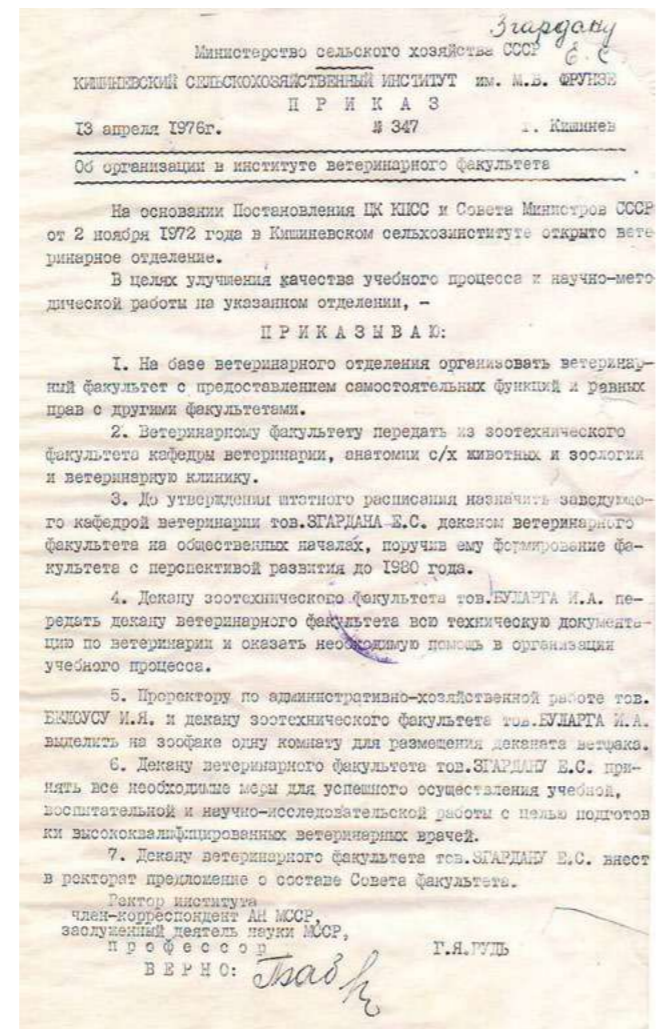 Згардану
Е.С
Министерство сельского хозяйства СССР
КИШИНЕВСКИЙ СЕЛЬСКОХОЗЯЙСТВЕННЫЙ ИНСТИТУТ им. М.В. ФРУНЗЕ
П Р И К А З
13 апреля 1976г. № 347 г. Кишинев
Об организации в институте ветеринарного факультета
На основании Постановления ЦК КПСС и Совета Министров СССР
от 2 ноября 1972 года в Кишиневском сельхозинституте открыто вете-
ринарное отделение.
В целях улучшения качества учебного процесса и научно-мето-
дической работы на указанном отделении, –
П Р И К А З Ы В А Ю:
1. На базе ветеринарного отделения организовать ветеринар-
ный факультет с предоставлением самостоятельных функций и равных
прав с другими факультетами.
2. Ветеринарному факультету передать из зоотехнического
факультета кафедры ветеринарии, анатомии с/х животных и зоологии
и ветеринарную клинику.
3. До утверждения штатного расписания назначить заведующе-
го кафедрой ветеринарии тов.ЗГАРДАНА Е.С. деканом ветеринарного
факультета на общественных началах, поручив ему формирование фа-
культета с перспективой развития до 1980 года.
4. Декану зоотехнического факультета тов.БУЛАРГА И.А. пе-
редать декану ветеринарного факультета всю техническую документа-
цию по ветеринарии и оказать необходимую помощь в организации
учебного процесса.
5. Проректору по административно-хозяйственной работе тов.
БЕЛОУСУ И.Я. и декану зоотехнического факультета тов.БУЛАРГА И.А.
выделить на зоофаке одну комнату для размещения деканата ветфака.
6. Декану ветеринарного факультета тов.ЗГАРДАНУ Е.С. при-
нять все необходимые меры для успешного осуществления учебной,
воспитательной и научно-исследовательской работы с целью подготов
ки высококвалифицированных ветеринарных врачей.
7. Декану ветеринарного факультета тов.ЗГАРДАНУ Е.С. внест
в ректорат предложение о составе Совета факультета.
Ректор института
член-корреспондент АН МССР,
заслуженный деятель науки МССР,
п р о ф е с с о р Г.Я.РУДЬ
В Е Р Н О: